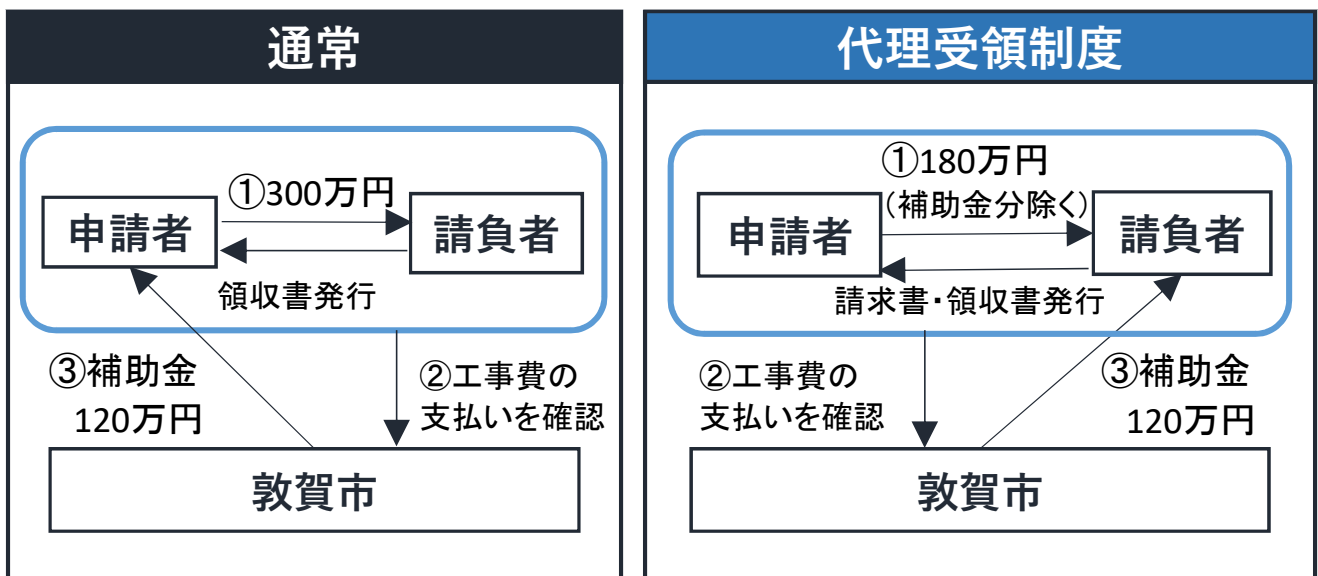 通常
①300万円
申請者
請負者
領収書発行
③補助金
120万円
②工事費の
支払いを確認
敦賀市
代理受領制度
①180万円
(補助金分除く)
申請者
請負者
請求書・領収書発行
②工事費の
支払いを確認
③補助金
120万円
敦賀市